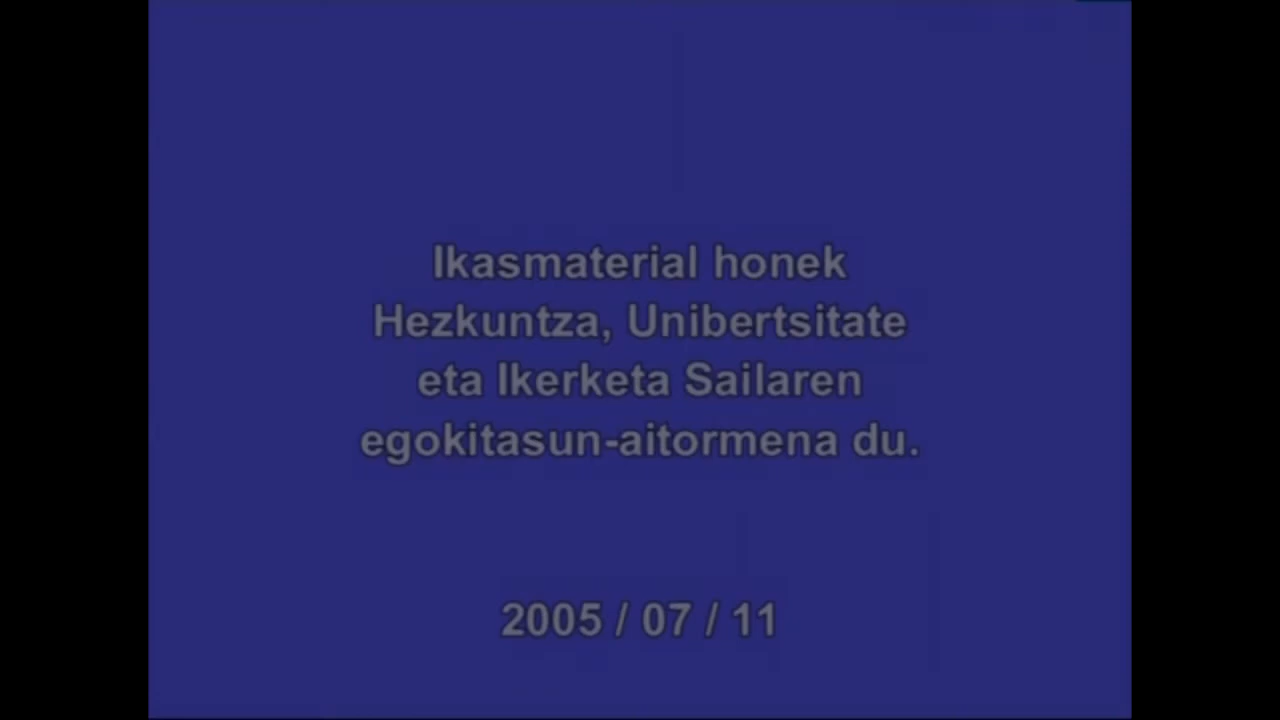 Ikasmaterial honek
Hezkuntza, Unibertsitate
eta Ikerketa Sailaren
egokitasun-aitormena du.
2005 / 07 / 11